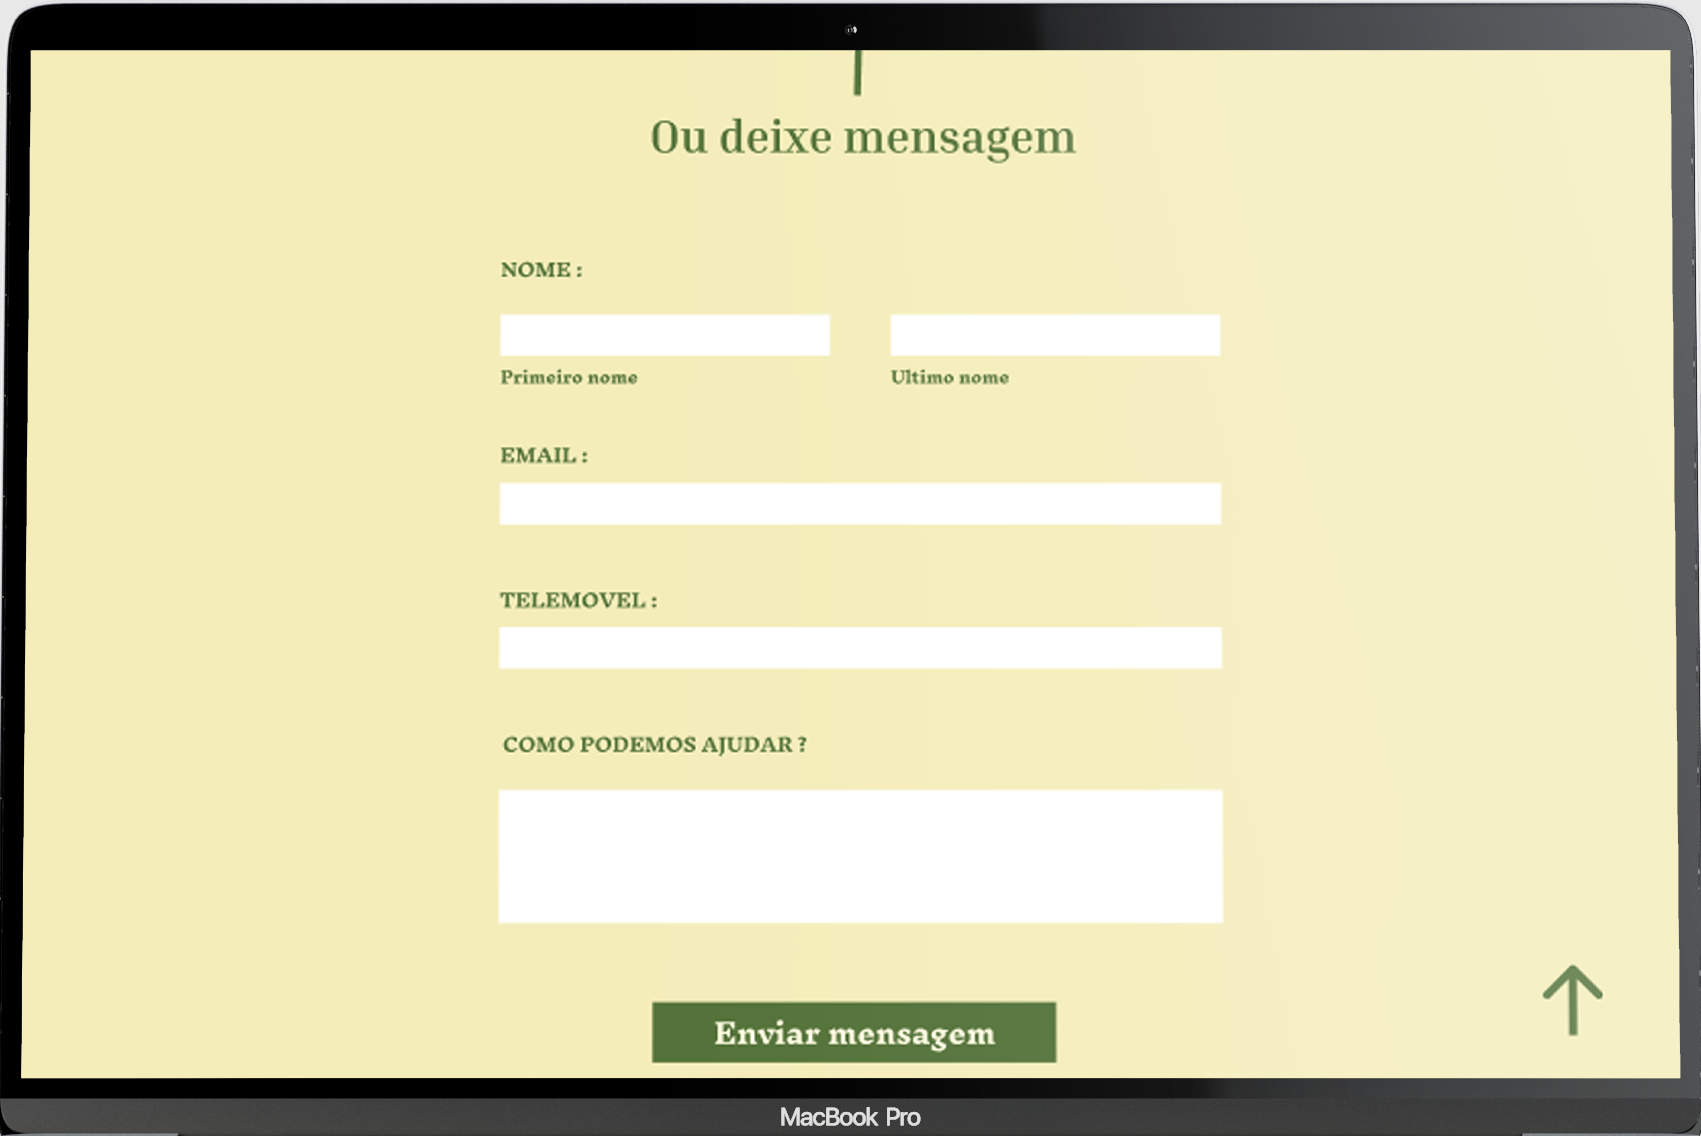 Ou deixe mensagem
NOME :
Primeiro nome
Ultimo nome
EMAIL :
TELEMOVEL :
COMO PODEMOS AJUDAR ?
Enviar mensagem
MacBook Pro